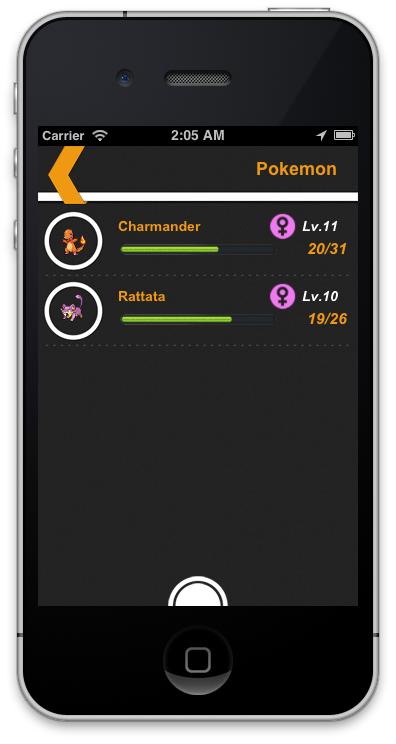 Carrier 2:05 AM
Pokemon
Charmander Lv.11
20/31
Rattata Lv.10
19/26